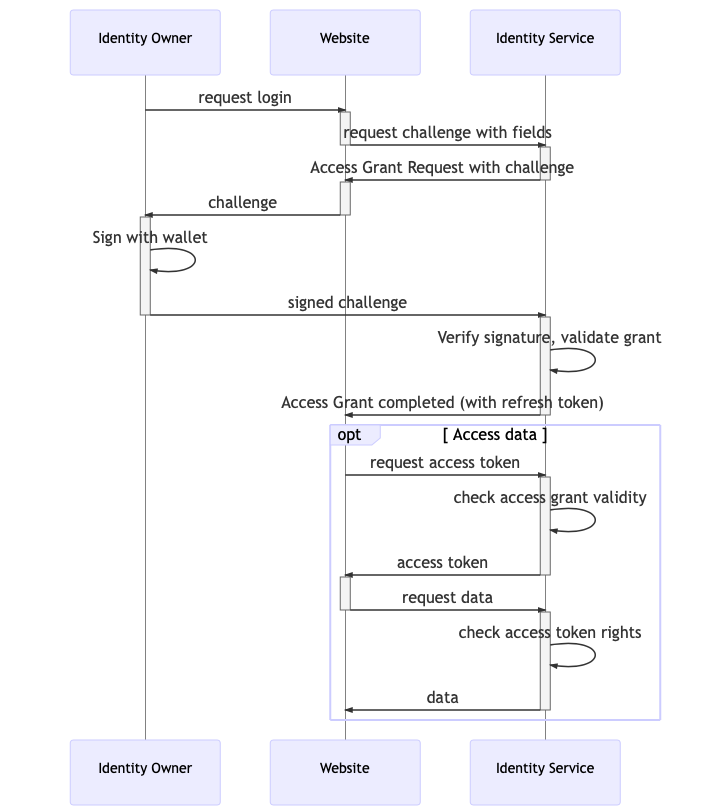 Identity Owner
Website
Identity Service
request login
request challenge with fields
Access Grant Request with challenge
challenge
Sign with wallet
signed challenge
Verify signature, validate grant
Access Grant completed (with refresh token)
opt
[ Access data ]
request access token
check access grant validity
access token
request data
check access token rights
data
Identity Owner
Website
Identity Service